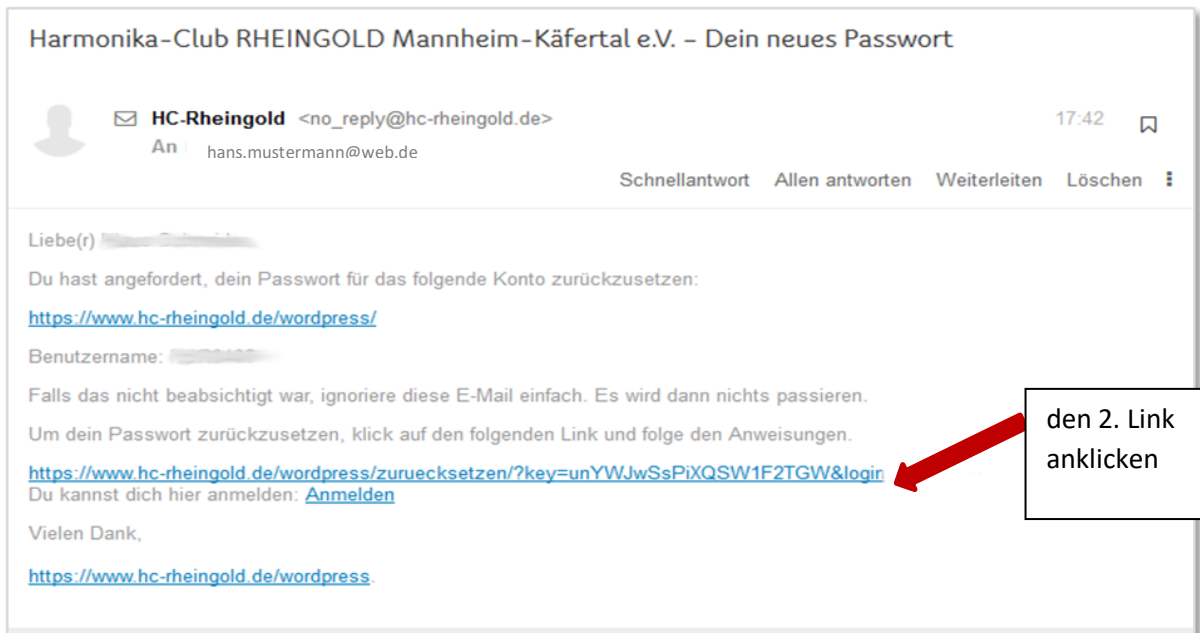 Harmonika-Club RHEINGOLD Mannheim-Käfertal e.V. – Dein neues Passwort
HC-Rheingold <no_reply@hc-rheingold.de>
17:42
An hans.mustermann@web.de
Schnellantwort Allen antworten Weiterleiten Löschen
Liebe(r)
Du hast angefordert, dein Passwort für das folgende Konto zurückzusetzen:
https://www.hc-rheingold.de/wordpress/
Benutzername:
Falls das nicht beabsichtigt war, ignoriere diese E-Mail einfach. Es wird dann nichts passieren.
Um dein Passwort zurückzusetzen, klick auf den folgenden Link und folge den Anweisungen.
https://www.hc-rheingold.de/wordpress/zuruecksetzen/?key=unYWJwSsPiXQSW1F2TGW&login
Du kannst dich hier anmelden: Anmelden
Vielen Dank,
https://www.hc-rheingold.de/wordpress.
den 2. Link
anklicken